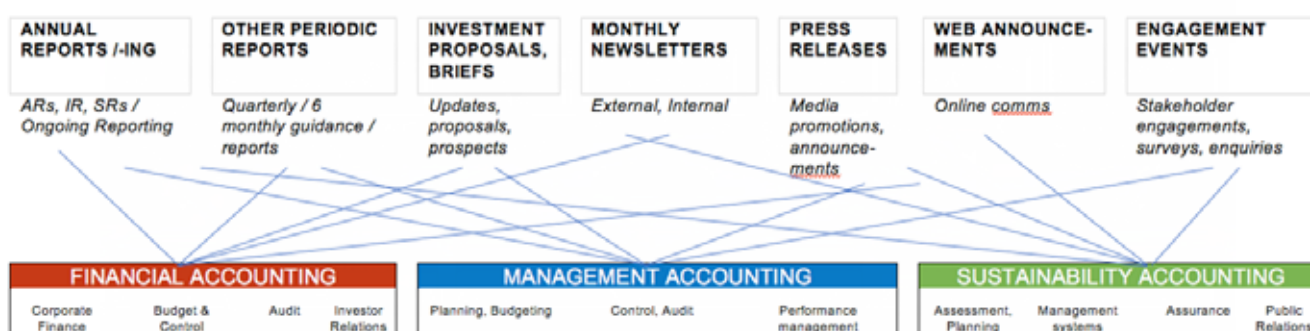 ANNUAL
REPORTS /-ING
ARs, IR, SRs /
Ongoing Reporting
OTHER PERIODIC
REPORTS
Quarterly / 6
monthly guidance /
reports
INVESTMENT
PROPOSALS,
BRIEFS
Updates,
proposals,
prospects
MONTHLY
NEWSLETTERS
External, Internal
PRESS
RELEASES
Media
promotions,
announce-
ments
WEB ANNOUNCE-
MENTS
Online comms
ENGAGEMENT
EVENTS
Stakeholder
engagements,
surveys, enquiries
FINANCIAL ACCOUNTING
Corporate
Finance
Budget &
Control
Audit
Investor
Relations
MANAGEMENT ACCOUNTING
Planning, Budgeting
Control, Audit
Performance
management
SUSTAINABILITY ACCOUNTING
Assessment,
Planning
Management
systems
Assurance
Public
Relations